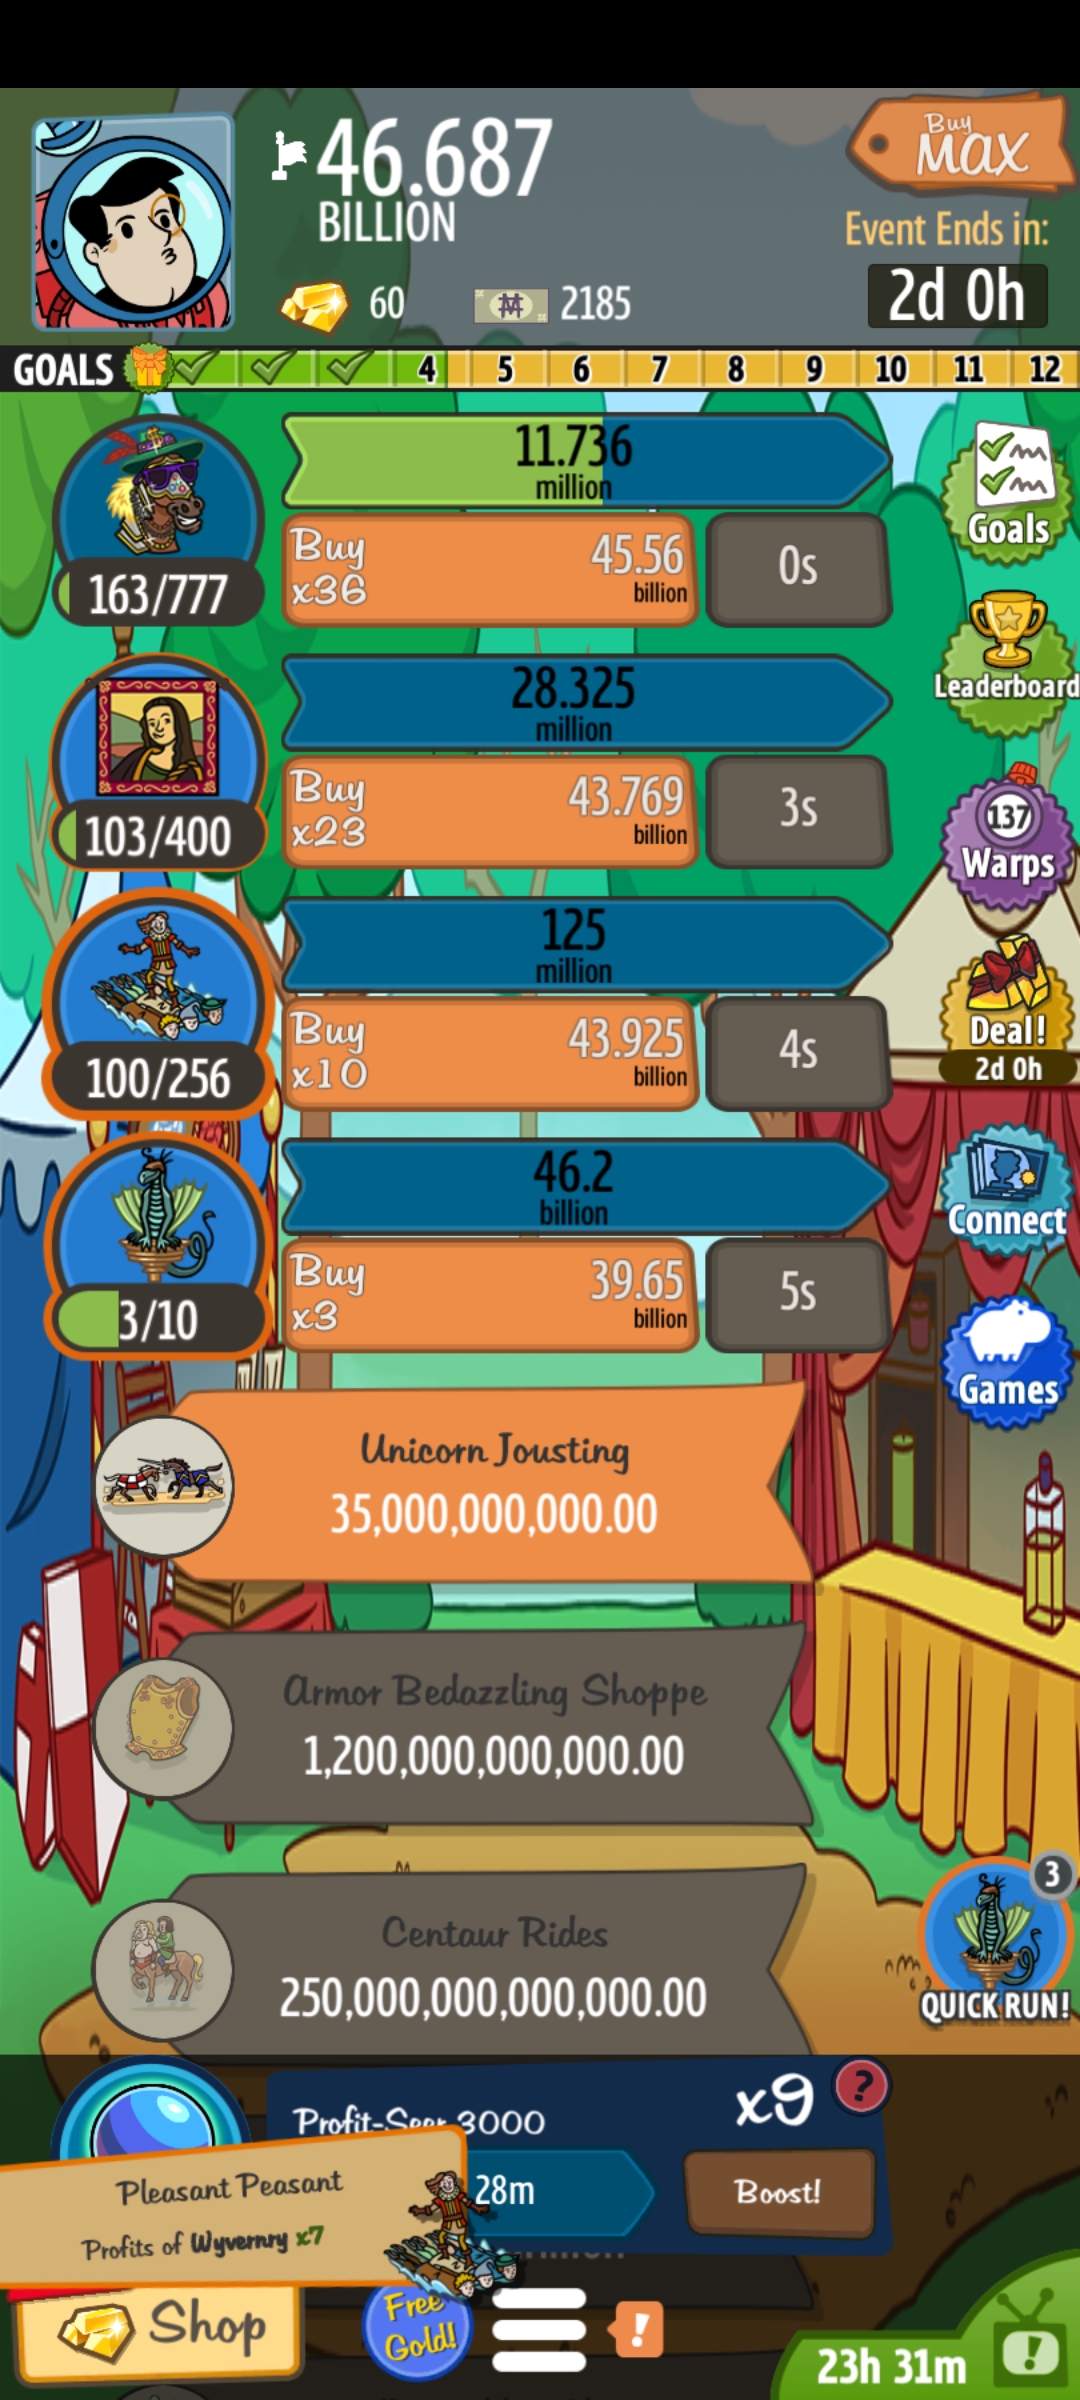 46.687
BILLION
Buy
MAX
Event Ends in:
60
2185
2d 0h
GOALS
4
5
6
7
8
9
10
11
12
11.736
million
Buy
x36
45.56
billion
0s
163/777
Goals
28.325
million
Leaderboard
Buy
x23
43.769
billion
3s
103/400
137
Warps
125
million
Buy
x10
43.925
billion
4s
100/256
Deal!
2d 0h
46.2
billion
Connect
Buy
x3
39.65
billion
5s
3/10
Games
Unicorn Jousting
35,000,000,000.00
Armor Bedazzling Shoppe
1,200,000,000,000.00
Centaur Rides
250,000,000,000,000.00
3
QUICK RUN!
Profit-Seer 3000
x9
?
28m
Boost!
Pleasant Peasant
Profits of Wyvernry x7
Shop
Free
Gold!
!
23h 31m
!